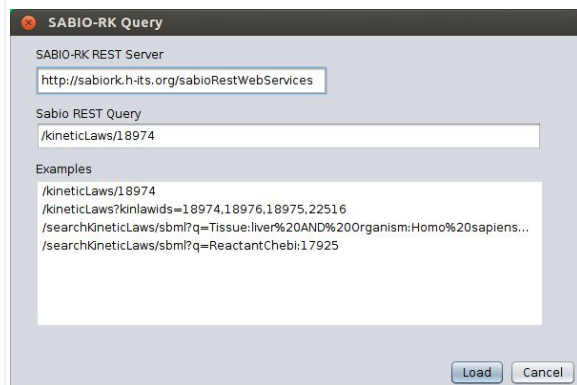 SABIO-RK Query
SABIO-RK REST Server
http://sabiork.h-its.org/sabioRestWebServices
Sabio REST Query
/kineticLaws/18974
Examples
/kineticLaws/18974
/kineticLaws?kinlawids=18974,18976,18975,22516
/searchKineticLaws/sbml?q=Tissue:liver%20AND%20Organism:Homo%20sapiens...
/searchKineticLaws/sbml?q=ReactantChebi:17925
Load Cancel